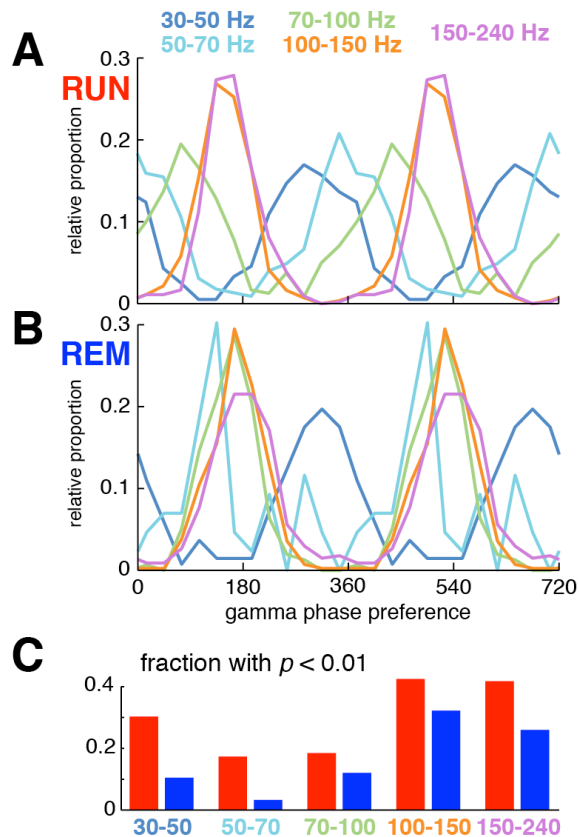 30-50 Hz 70-100 Hz 150-240 Hz
50-70 Hz 100-150 Hz
A
RUN
0.3
0.2
0.1
0
relative proportion
B
REM
0.3
0.2
0.1
0
relative proportion
0 180 360 540 720
gamma phase preference
C
fraction with p < 0.01
0.4
0.2
0
30-50 50-70 70-100 100-150 150-240